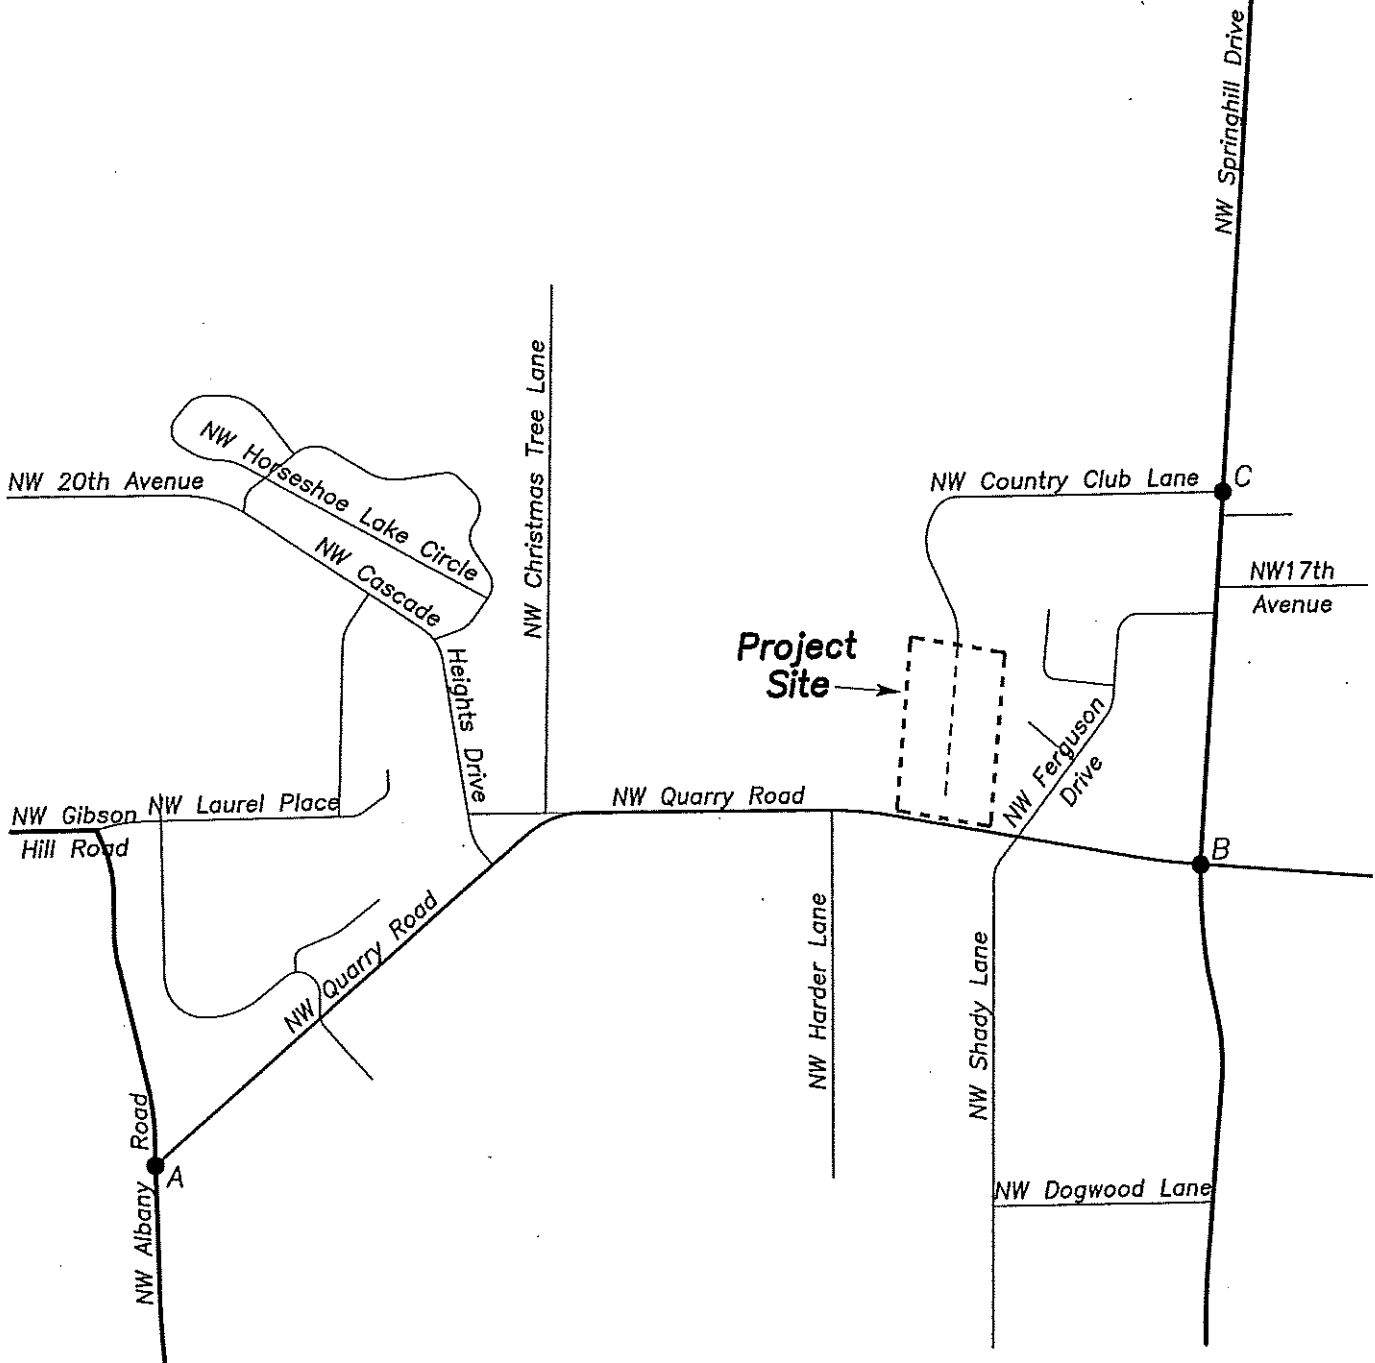 NW Springhill Drive
NW Christmas Tree Lane
NW Horseshoe Lake Circle
NW 20th Avenue
NW Country Club Lane
C
NW Cascade
Heights Drive
NW17th
Avenue
Project
Site
NW Ferguson
Drive
NW Quarry Road
NW Gibson
Hill Road
NW Laurel Place
B
NW Quarry Road
NW Harder Lane
NW Shady Lane
NW Albany Road
A
NW Dogwood Lane